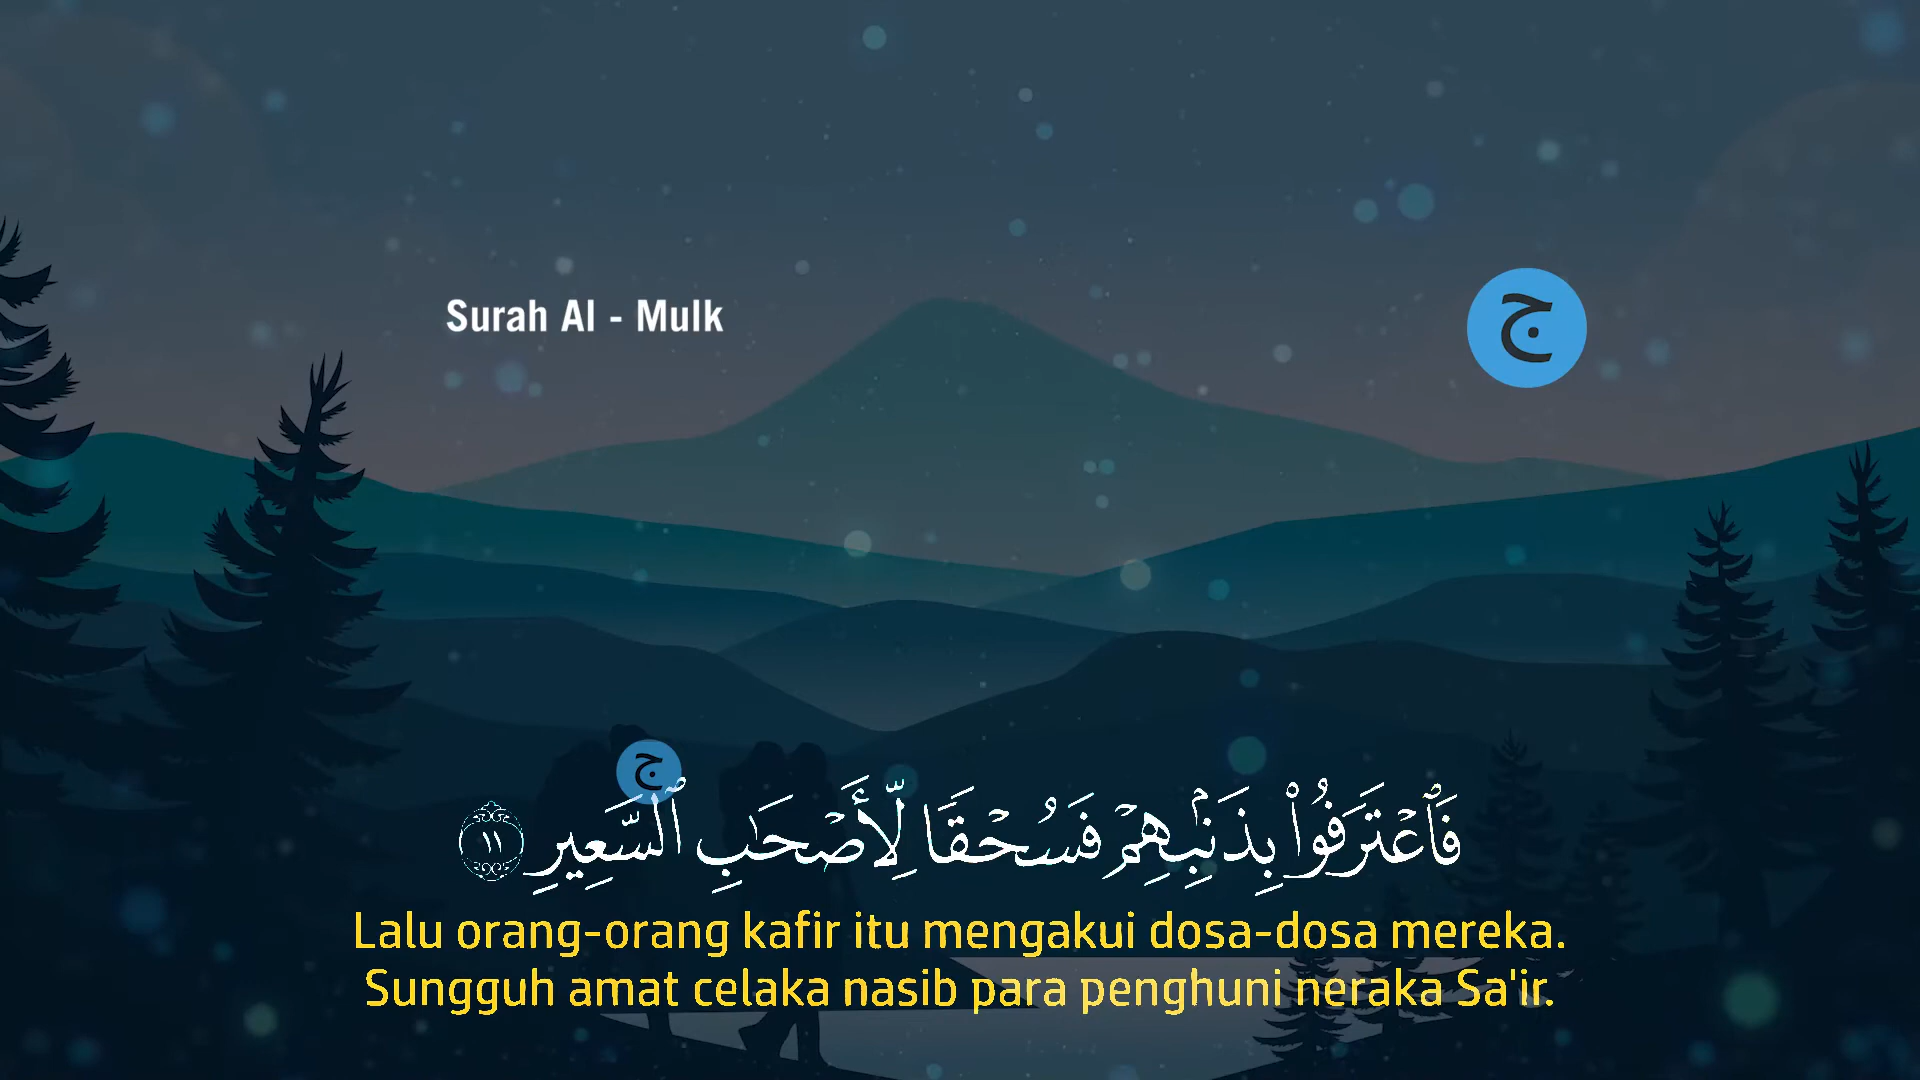 Surah Al - Mulk
ج
ج
فَٱعْتَرَفُوا۟ بِذَنۢبِهِمْ فَسُحْقًا لِّأَصْحَٰبِ ٱلسَّعِيرِ ١١
Lalu orang-orang kafir itu mengakui dosa-dosa mereka.
Sungguh amat celaka nasib para penghuni neraka Sa'ir.